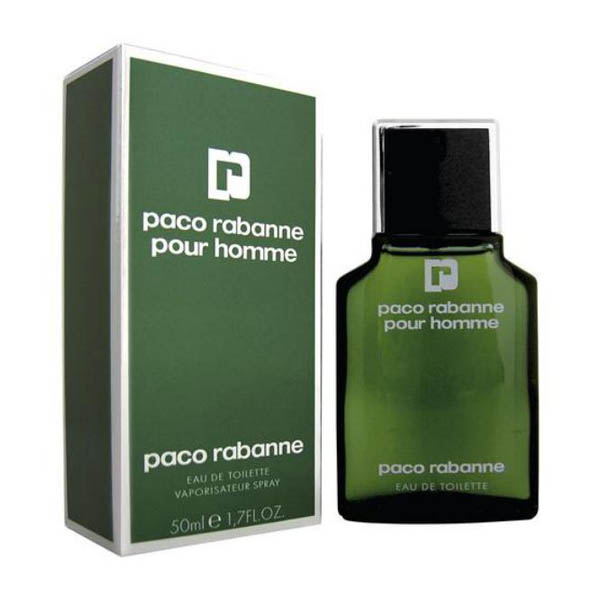 paco rabanne
pour homme
paco rabanne
EAU DE TOILETTE
VAPORISATEUR SPRAY
50ml e 1,7FL.OZ.
paco rabanne
pour homme
paco rabanne
EAU DE TOILETTE